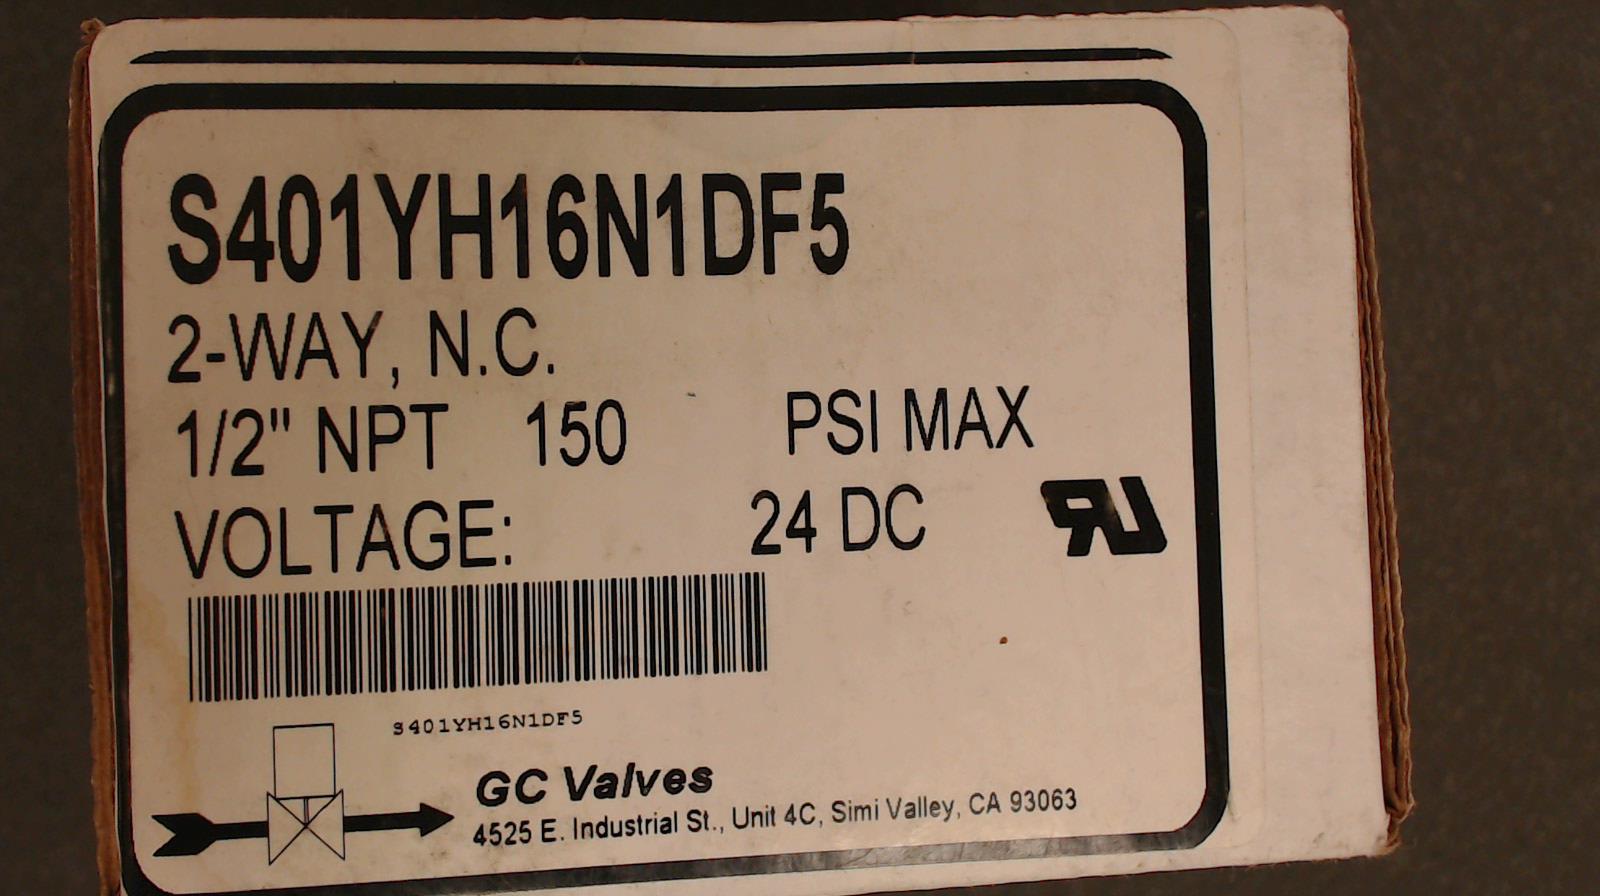 S401YH16N1DF5
2-WAY, N.C.
1/2" NPT 150 PSI MAX
VOLTAGE: 24 DC
S401YH16N1DF5
GC Valves
4525 E. Industrial St., Unit 4C, Simi Valley, CA 93063